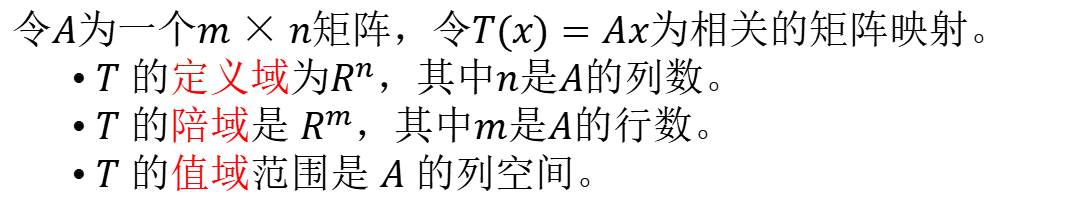 令A为一个m × n矩阵，令T(x) = Ax为相关的矩阵映射。
• T 的定义域为Rⁿ，其中n是A的列数。
• T 的陪域是 Rᵐ，其中m是A的行数。
• T 的值域范围是 A 的列空间。